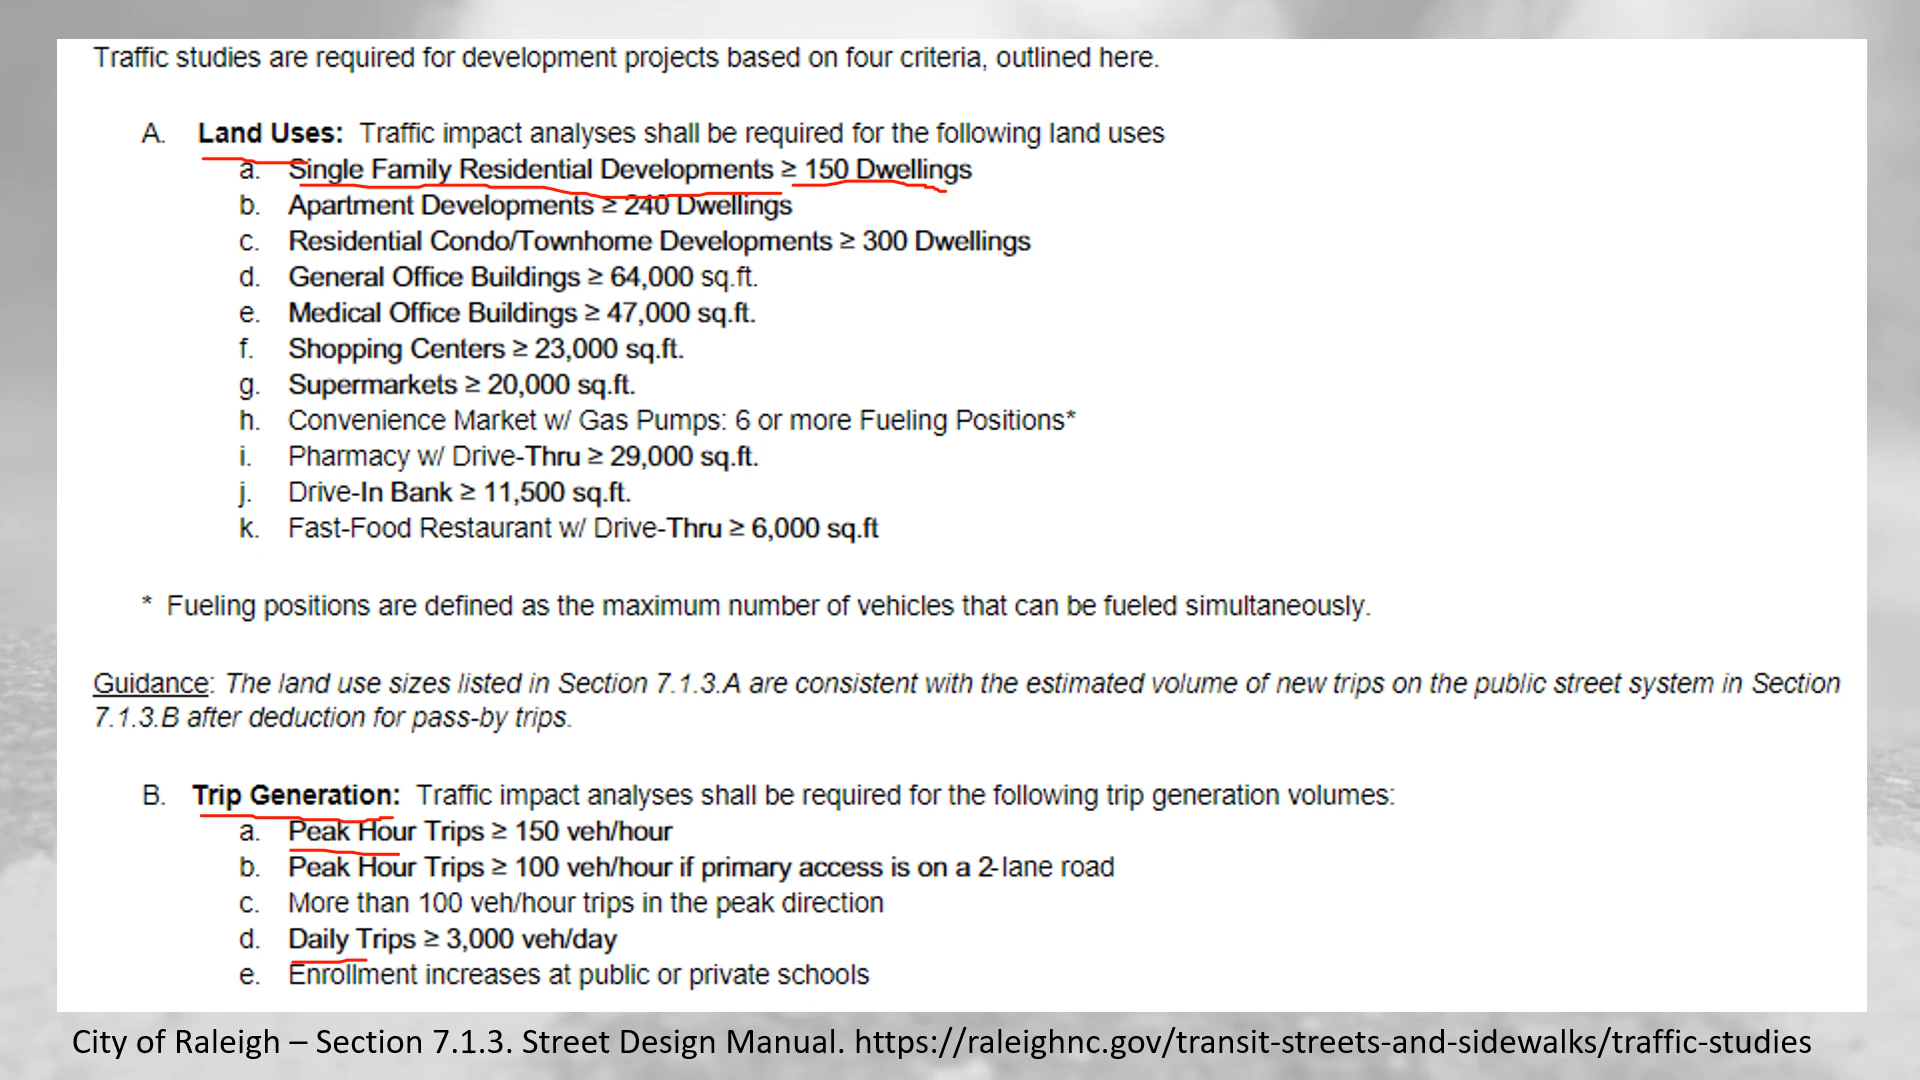 Traffic studies are required for development projects based on four criteria, outlined here.
A. Land Uses: Traffic impact analyses shall be required for the following land uses
a. Single Family Residential Developments ≥ 150 Dwellings
b. Apartment Developments ≥ 240 Dwellings
c. Residential Condo/Townhome Developments ≥ 300 Dwellings
d. General Office Buildings ≥ 64,000 sq.ft.
e. Medical Office Buildings ≥ 47,000 sq.ft.
f. Shopping Centers ≥ 23,000 sq.ft.
g. Supermarkets ≥ 20,000 sq.ft.
h. Convenience Market w/ Gas Pumps: 6 or more Fueling Positions*
i. Pharmacy w/ Drive-Thru ≥ 29,000 sq.ft.
j. Drive-In Bank ≥ 11,500 sq.ft.
k. Fast-Food Restaurant w/ Drive-Thru ≥ 6,000 sq.ft
* Fueling positions are defined as the maximum number of vehicles that can be fueled simultaneously.
Guidance: The land use sizes listed in Section 7.1.3.A are consistent with the estimated volume of new trips on the public street system in Section
7.1.3.B after deduction for pass-by trips.
B. Trip Generation: Traffic impact analyses shall be required for the following trip generation volumes:
a. Peak Hour Trips ≥ 150 veh/hour
b. Peak Hour Trips ≥ 100 veh/hour if primary access is on a 2-lane road
c. More than 100 veh/hour trips in the peak direction
d. Daily Trips ≥ 3,000 veh/day
e. Enrollment increases at public or private schools
City of Raleigh – Section 7.1.3. Street Design Manual. https://raleighnc.gov/transit-streets-and-sidewalks/traffic-studies